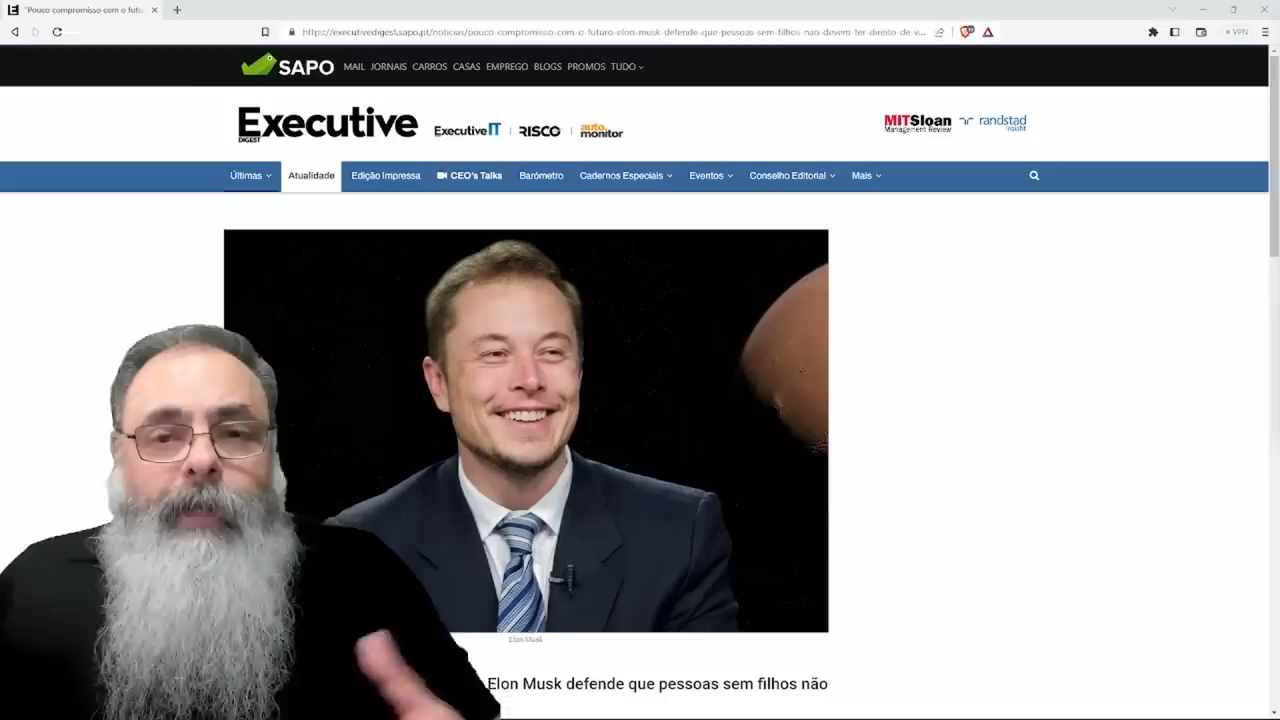 "Pouco compromisso com o futu
https://executivedigest.sapo.pt/noticias/pouco-compromisso-com-o-futuro-elon-musk-defende-que-pessoas-sem-filhos-nao-devem-ter-direito-de-v...
VPN
SAPO MAIL JORNAIS CARROS CASAS EMPREGO BLOGS PROMOS TUDO
Executive DIGEST ExecutiveIT RISCO auto monitor MITSloan Management Review randstad insight
Últimas Atualidade Edição Impressa CEO's Talks Barómetro Cadernos Especiais Eventos Conselho Editorial Mais
Elon Musk
Elon Musk defende que pessoas sem filhos não